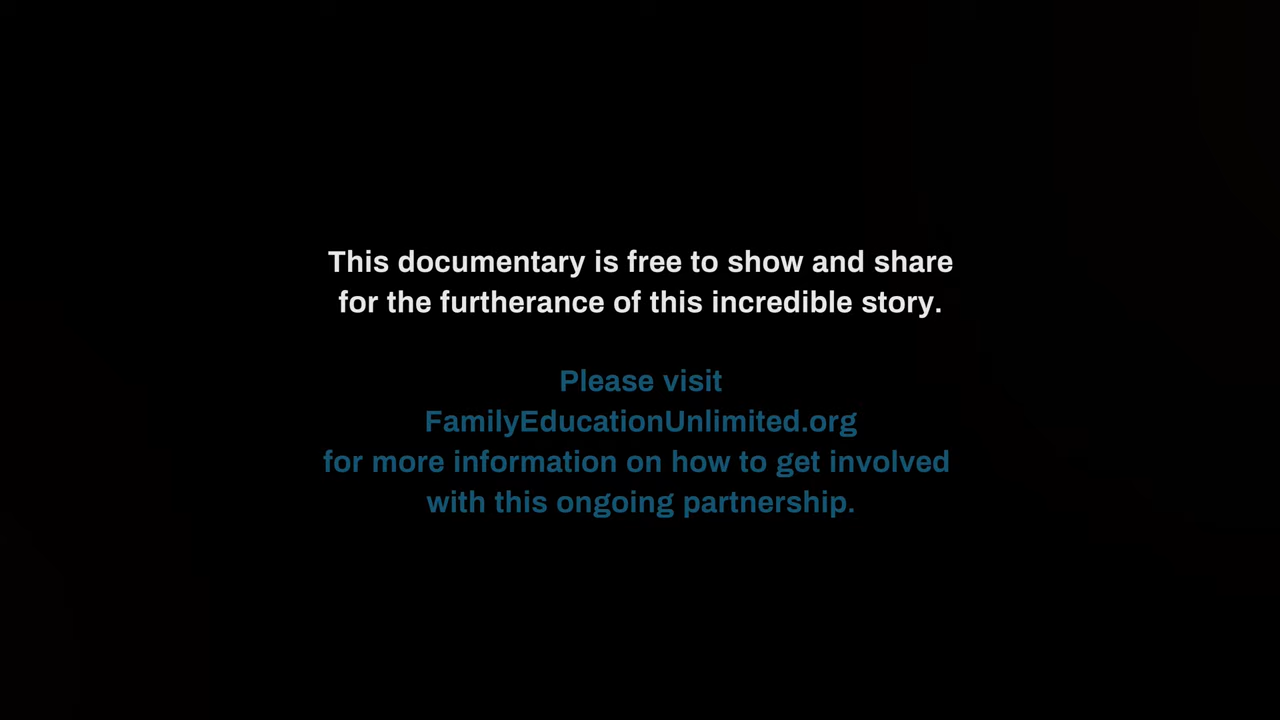 This documentary is free to show and share
for the furtherance of this incredible story.
Please visit
FamilyEducationUnlimited.org
for more information on how to get involved
with this ongoing partnership.